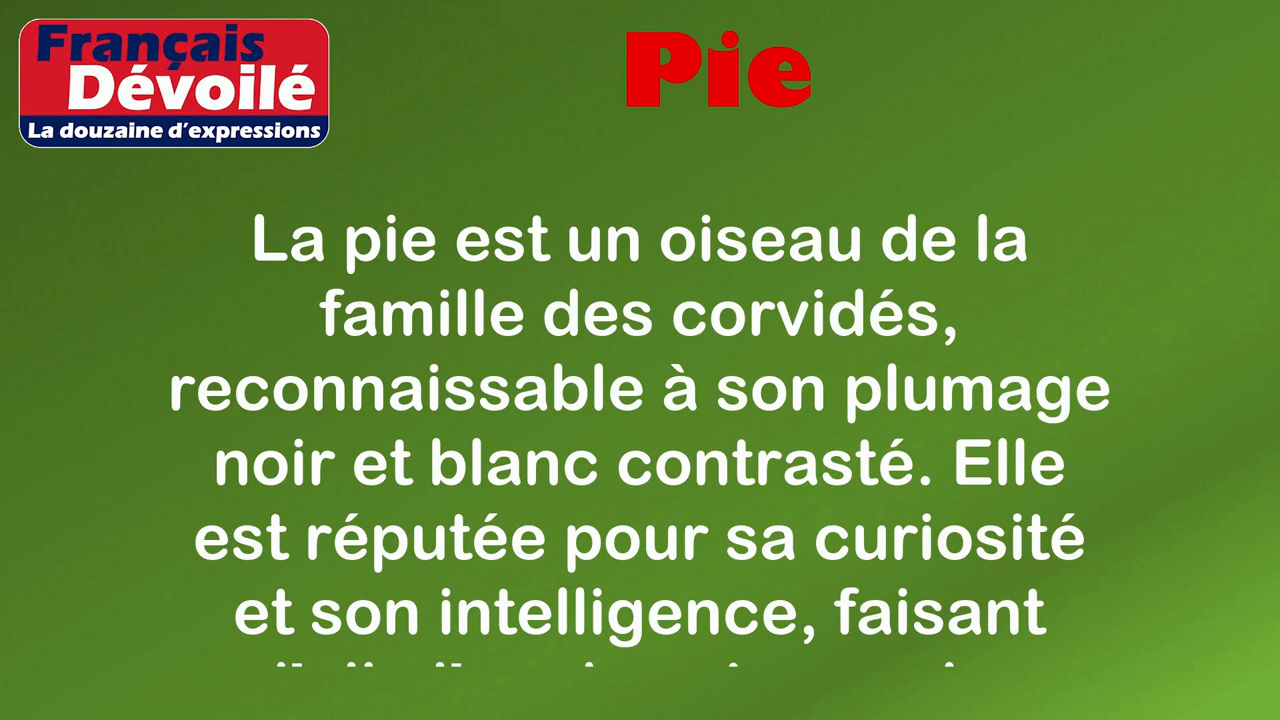 Français
Dévoilé
La douzaine d'expressions
Pie
La pie est un oiseau de la
famille des corvidés,
reconnaissable à son plumage
noir et blanc contrasté. Elle
est réputée pour sa curiosité
et son intelligence, faisant